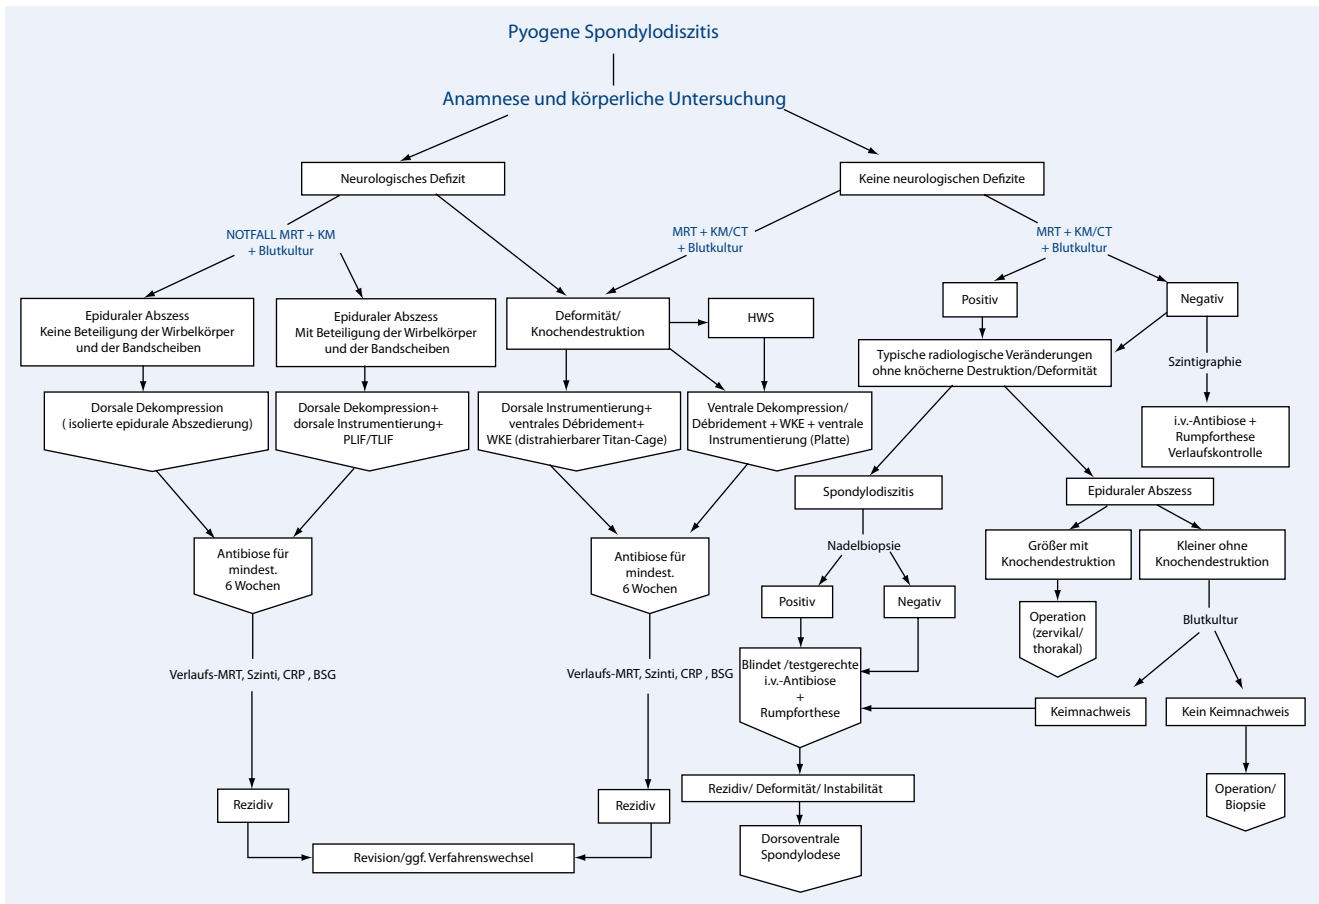 Pyogene Spondylodiszitis
Anamnese und körperliche Untersuchung
Neurologisches Defizit
Keine neurologischen Defizite
NOTFALL MRT + KM
+ Blutkultur
MRT + KM/CT
+ Blutkultur
MRT + KM/CT
+ Blutkultur
Epiduraler Abszess
Keine Beteiligung der Wirbelkörper
und der Bandscheiben
Epiduraler Abszess
Mit Beteiligung der Wirbelkörper
und der Bandscheiben
Deformität/
Knochendestruktion
HWS
Positiv
Negativ
Typische radiologische Veränderungen
ohne knöcherne Destruktion/Deformität
Szintigraphie
Dorsale Dekompression
( isolierte epidurale Abszedierung)
Dorsale Dekompression+
dorsale Instrumentierung+
PLIF/TLIF
Dorsale Instrumentierung+
ventrales Débridement+
WKE (distrahierbarer Titan-Cage)
Ventrale Dekompression/
Débridement + WKE + ventrale
Instrumentierung (Platte)
i.v.-Antibiose +
Rumpforthese
Verlaufskontrolle
Spondylodiszitis
Epiduraler Abszess
Nadelbiopsie
Größer mit
Knochendestruktion
Kleiner ohne
Knochendestruktion
Antibiose für
mindest.
6 Wochen
Antibiose für
mindest.
6 Wochen
Positiv
Negativ
Operation
(zervikal/
thorakal)
Blutkultur
Verlaufs-MRT, Szinti, CRP , BSG
Verlaufs-MRT, Szinti, CRP , BSG
Blindet /testgerechte
i.v.-Antibiose
+
Rumpforthese
Keimnachweis
Kein Keimnachweis
Rezidiv
Rezidiv
Rezidiv/ Deformität/ Instabilität
Operation/
Biopsie
Revision/ggf. Verfahrenswechsel
Dorsoventrale
Spondylodese